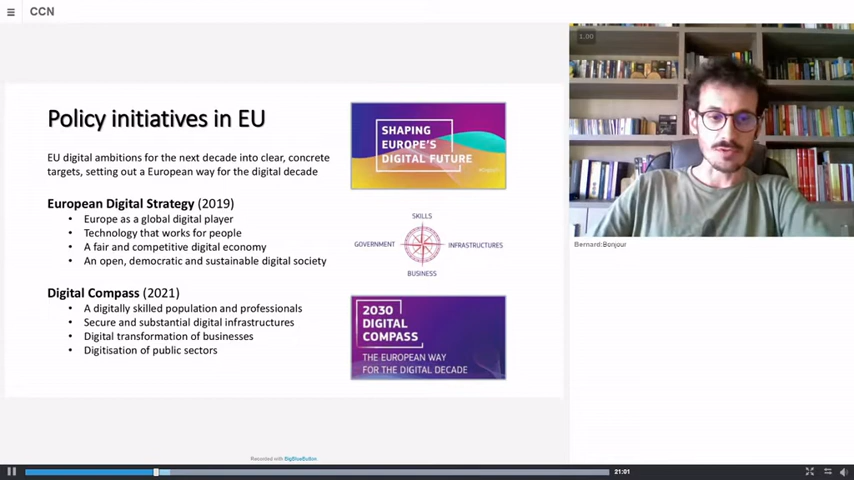 CCN
1.00
Policy initiatives in EU
EU digital ambitions for the next decade into clear, concrete
targets, setting out a European way for the digital decade
European Digital Strategy (2019)
• Europe as a global digital player
• Technology that works for people
• A fair and competitive digital economy
• An open, democratic and sustainable digital society
Digital Compass (2021)
• A digitally skilled population and professionals
• Secure and substantial digital infrastructures
• Digital transformation of businesses
• Digitisation of public sectors
SHAPING
EUROPE'S
DIGITAL FUTURE
SKILLS
GOVERNMENT
INFRASTRUCTURES
BUSINESS
2030
DIGITAL
COMPASS
THE EUROPEAN WAY
FOR THE DIGITAL DECADE
Bernard: Bonjour
Recorded with BigBlueButton.
21:01